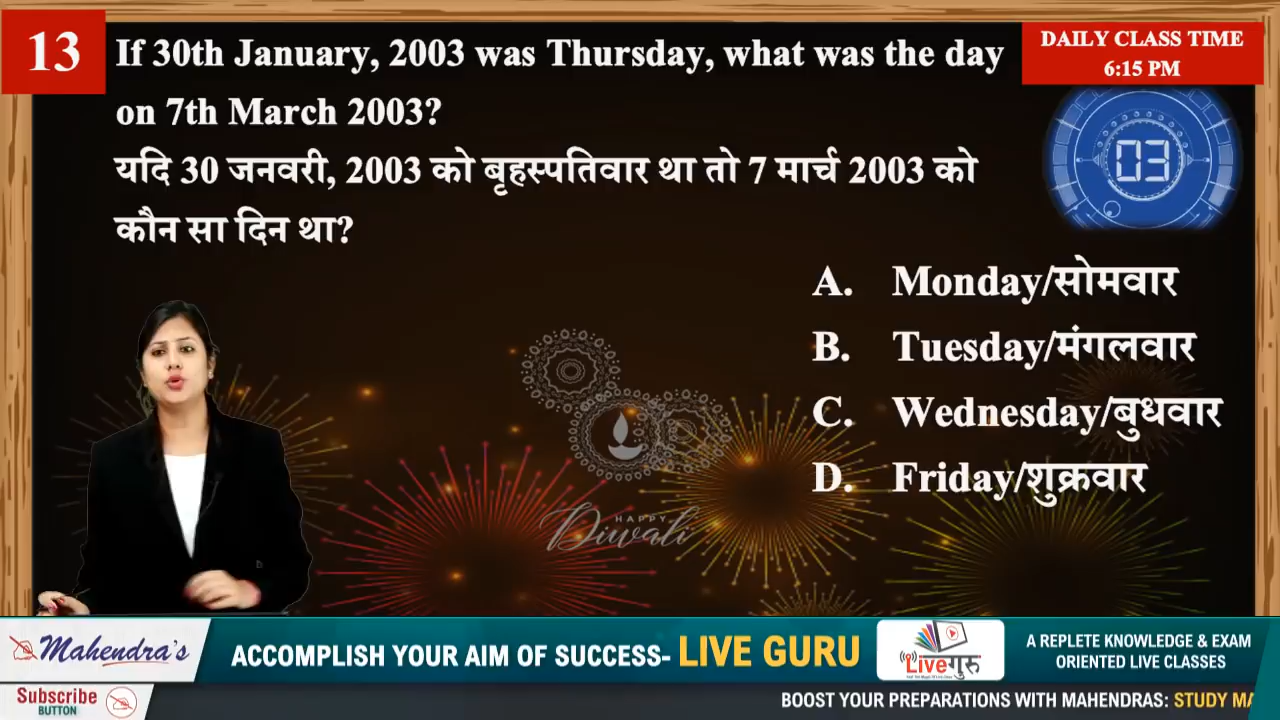 13
If 30th January, 2003 was Thursday, what was the day
on 7th March 2003?
यदि 30 जनवरी, 2003 को बृहस्पतिवार था तो 7 मार्च 2003 को
कौन सा दिन था?
DAILY CLASS TIME
6:15 PM
03
A. Monday/सोमवार
B. Tuesday/मंगलवार
C. Wednesday/बुधवार
D. Friday/शुक्रवार
HAPPY
Diwali
Mahendra's
ACCOMPLISH YOUR AIM OF SUCCESS- LIVE GURU
Liveगुरु
A REPLETE KNOWLEDGE & EXAM
ORIENTED LIVE CLASSES
Subscribe
BUTTON
BOOST YOUR PREPARATIONS WITH MAHENDRAS: STUDY